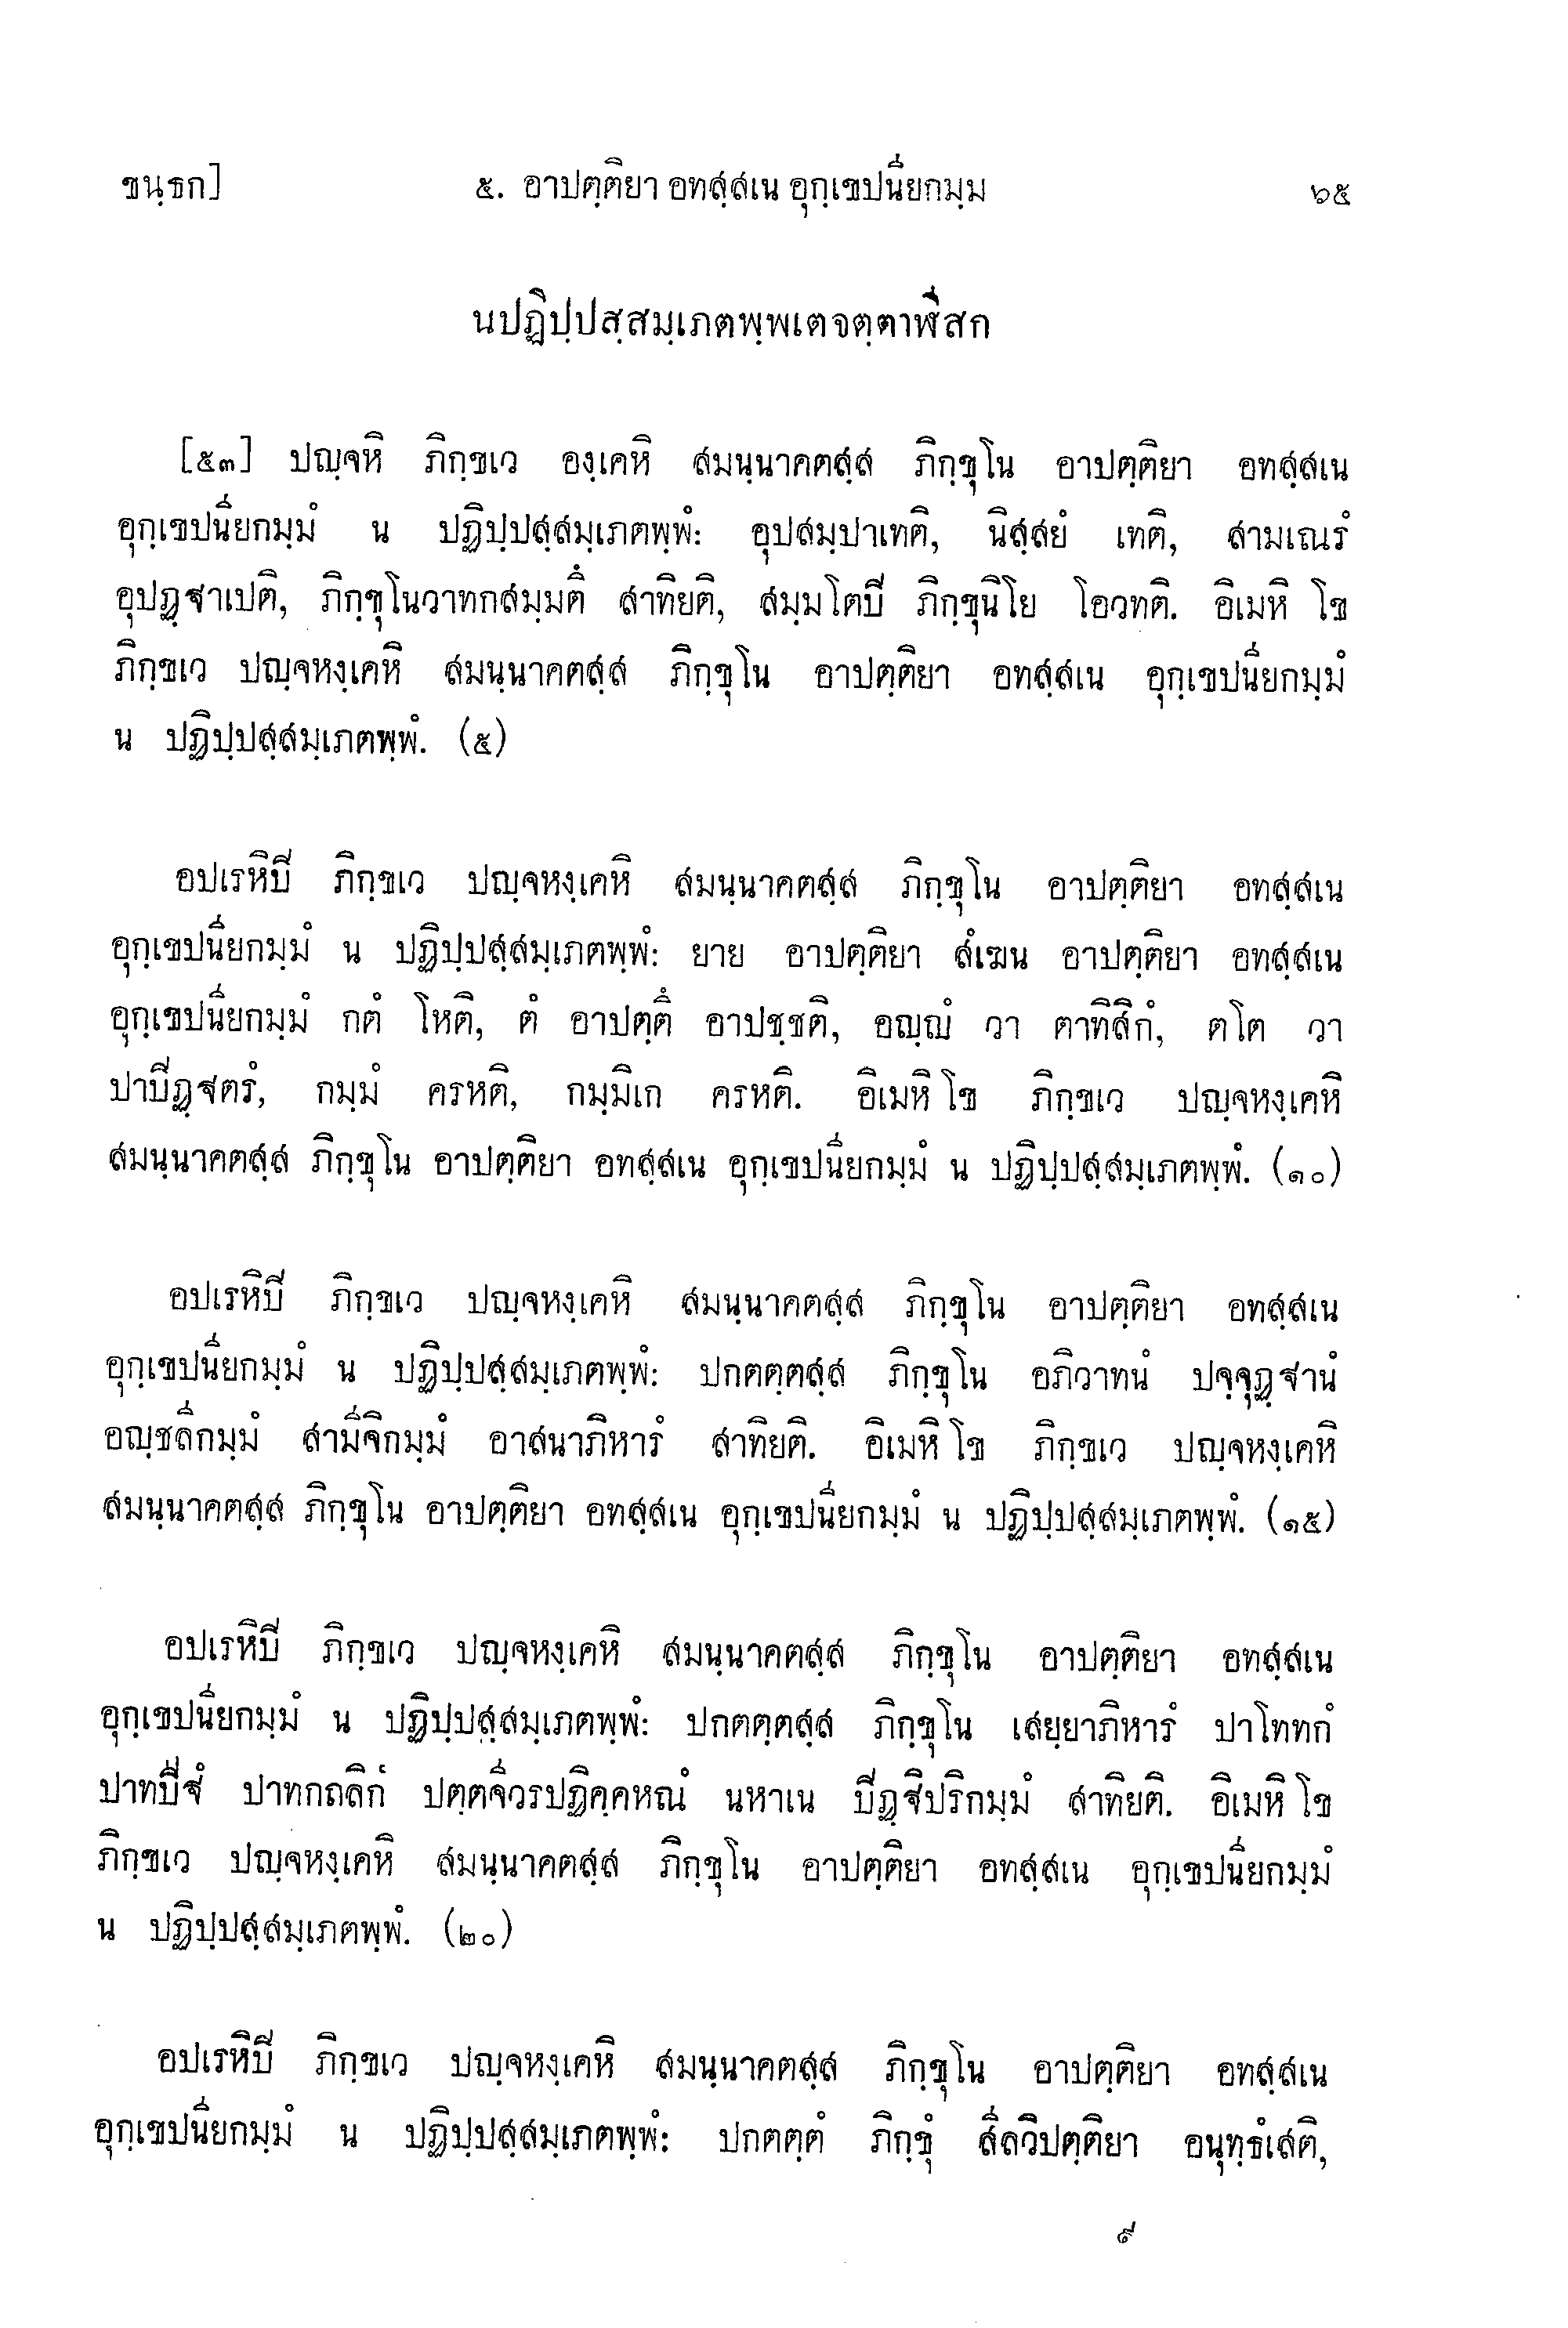 ขนฺธก] ๕. อาปตฺติยา อทสฺสเน อุกฺเขปนียกมฺม ๖๕
นปฏิปฺปสฺสมฺเภตพฺพเตจตฺตาฬีสก
[๕๓] ปญฺจหิ ภิกฺขเว องฺเคหิ สมนฺนาคตสฺส ภิกฺขุโน อาปตฺติยา อทสฺสเน
อุกฺเขปนียกมฺมํ น ปฏิปฺปสฺสมฺเภตพฺพํ: อุปสมฺปาเทติ, นิสฺสยํ เทติ, สามเณรํ
อุปฏฺฐาเปติ, ภิกฺขุโนวาทกสมฺมตึ สาทิยติ, สมฺมโตปิ ภิกฺขุนิโย โอวทติ. อิเมหิ โข
ภิกฺขเว ปญฺจหงฺเคหิ สมนฺนาคตสฺส ภิกฺขุโน อาปตฺติยา อทสฺสเน อุกฺเขปนียกมฺมํ
น ปฏิปฺปสฺสมฺเภตพฺพํ. (๕)
อปเรหิปิ ภิกฺขเว ปญฺจหงฺเคหิ สมนฺนาคตสฺส ภิกฺขุโน อาปตฺติยา อทสฺสเน
อุกฺเขปนียกมฺมํ น ปฏิปฺปสฺสมฺเภตพฺพํ: ยาย อาปตฺติยา สํเฆน อาปตฺติยา อทสฺสเน
อุกฺเขปนียกมฺมํ กตํ โหติ, ตํ อาปตฺตึ อาปชฺชติ, อญฺญํ วา ตาทิสิกํ, ตโต วา
ปาปิฏฺฐตรํ, กมฺมํ ครหติ, กมฺมิเก ครหติ. อิเมหิ โข ภิกฺขเว ปญฺจหงฺเคหิ
สมนฺนาคตสฺส ภิกฺขุโน อาปตฺติยา อทสฺสเน อุกฺเขปนียกมฺมํ น ปฏิปฺปสฺสมฺเภตพฺพํ. (๑๐)
อปเรหิปิ ภิกฺขเว ปญฺจหงฺเคหิ สมนฺนาคตสฺส ภิกฺขุโน อาปตฺติยา อทสฺสเน
อุกฺเขปนียกมฺมํ น ปฏิปฺปสฺสมฺเภตพฺพํ: ปกตตฺตสฺส ภิกฺขุโน อภิวาทนํ ปจฺจุฏฺฐานํ
อญฺชลีกมฺมํ สามีจิกมฺมํ อาสนาภิหารํ สาทิยติ. อิเมหิ โข ภิกฺขเว ปญฺจหงฺเคหิ
สมนฺนาคตสฺส ภิกฺขุโน อาปตฺติยา อทสฺสเน อุกฺเขปนียกมฺมํ น ปฏิปฺปสฺสมฺเภตพฺพํ. (๑๕)
อปเรหิปิ ภิกฺขเว ปญฺจหงฺเคหิ สมนฺนาคตสฺส ภิกฺขุโน อาปตฺติยา อทสฺสเน
อุกฺเขปนียกมฺมํ น ปฏิปฺปสฺสมฺเภตพฺพํ: ปกตตฺตสฺส ภิกฺขุโน เสยฺยาภิหารํ ปาโททกํ
ปาทปีฐํ ปาทกถลิกํ ปตฺตจีวรปฏิคฺคหณํ นหาเน ปิฏฺฐิปริกมฺมํ สาทิยติ. อิเมหิ โข
ภิกฺขเว ปญฺจหงฺเคหิ สมนฺนาคตสฺส ภิกฺขุโน อาปตฺติยา อทสฺสเน อุกฺเขปนียกมฺมํ
น ปฏิปฺปสฺสมฺเภตพฺพํ. (๒๐)
อปเรหิปิ ภิกฺขเว ปญฺจหงฺเคหิ สมนฺนาคตสฺส ภิกฺขุโน อาปตฺติยา อทสฺสเน
อุกฺเขปนียกมฺมํ น ปฏิปฺปสฺสมฺเภตพฺพํ: ปกตตฺตํ ภิกฺขุํ สีลวิปตฺติยา อนุทฺธํเสติ,
๙